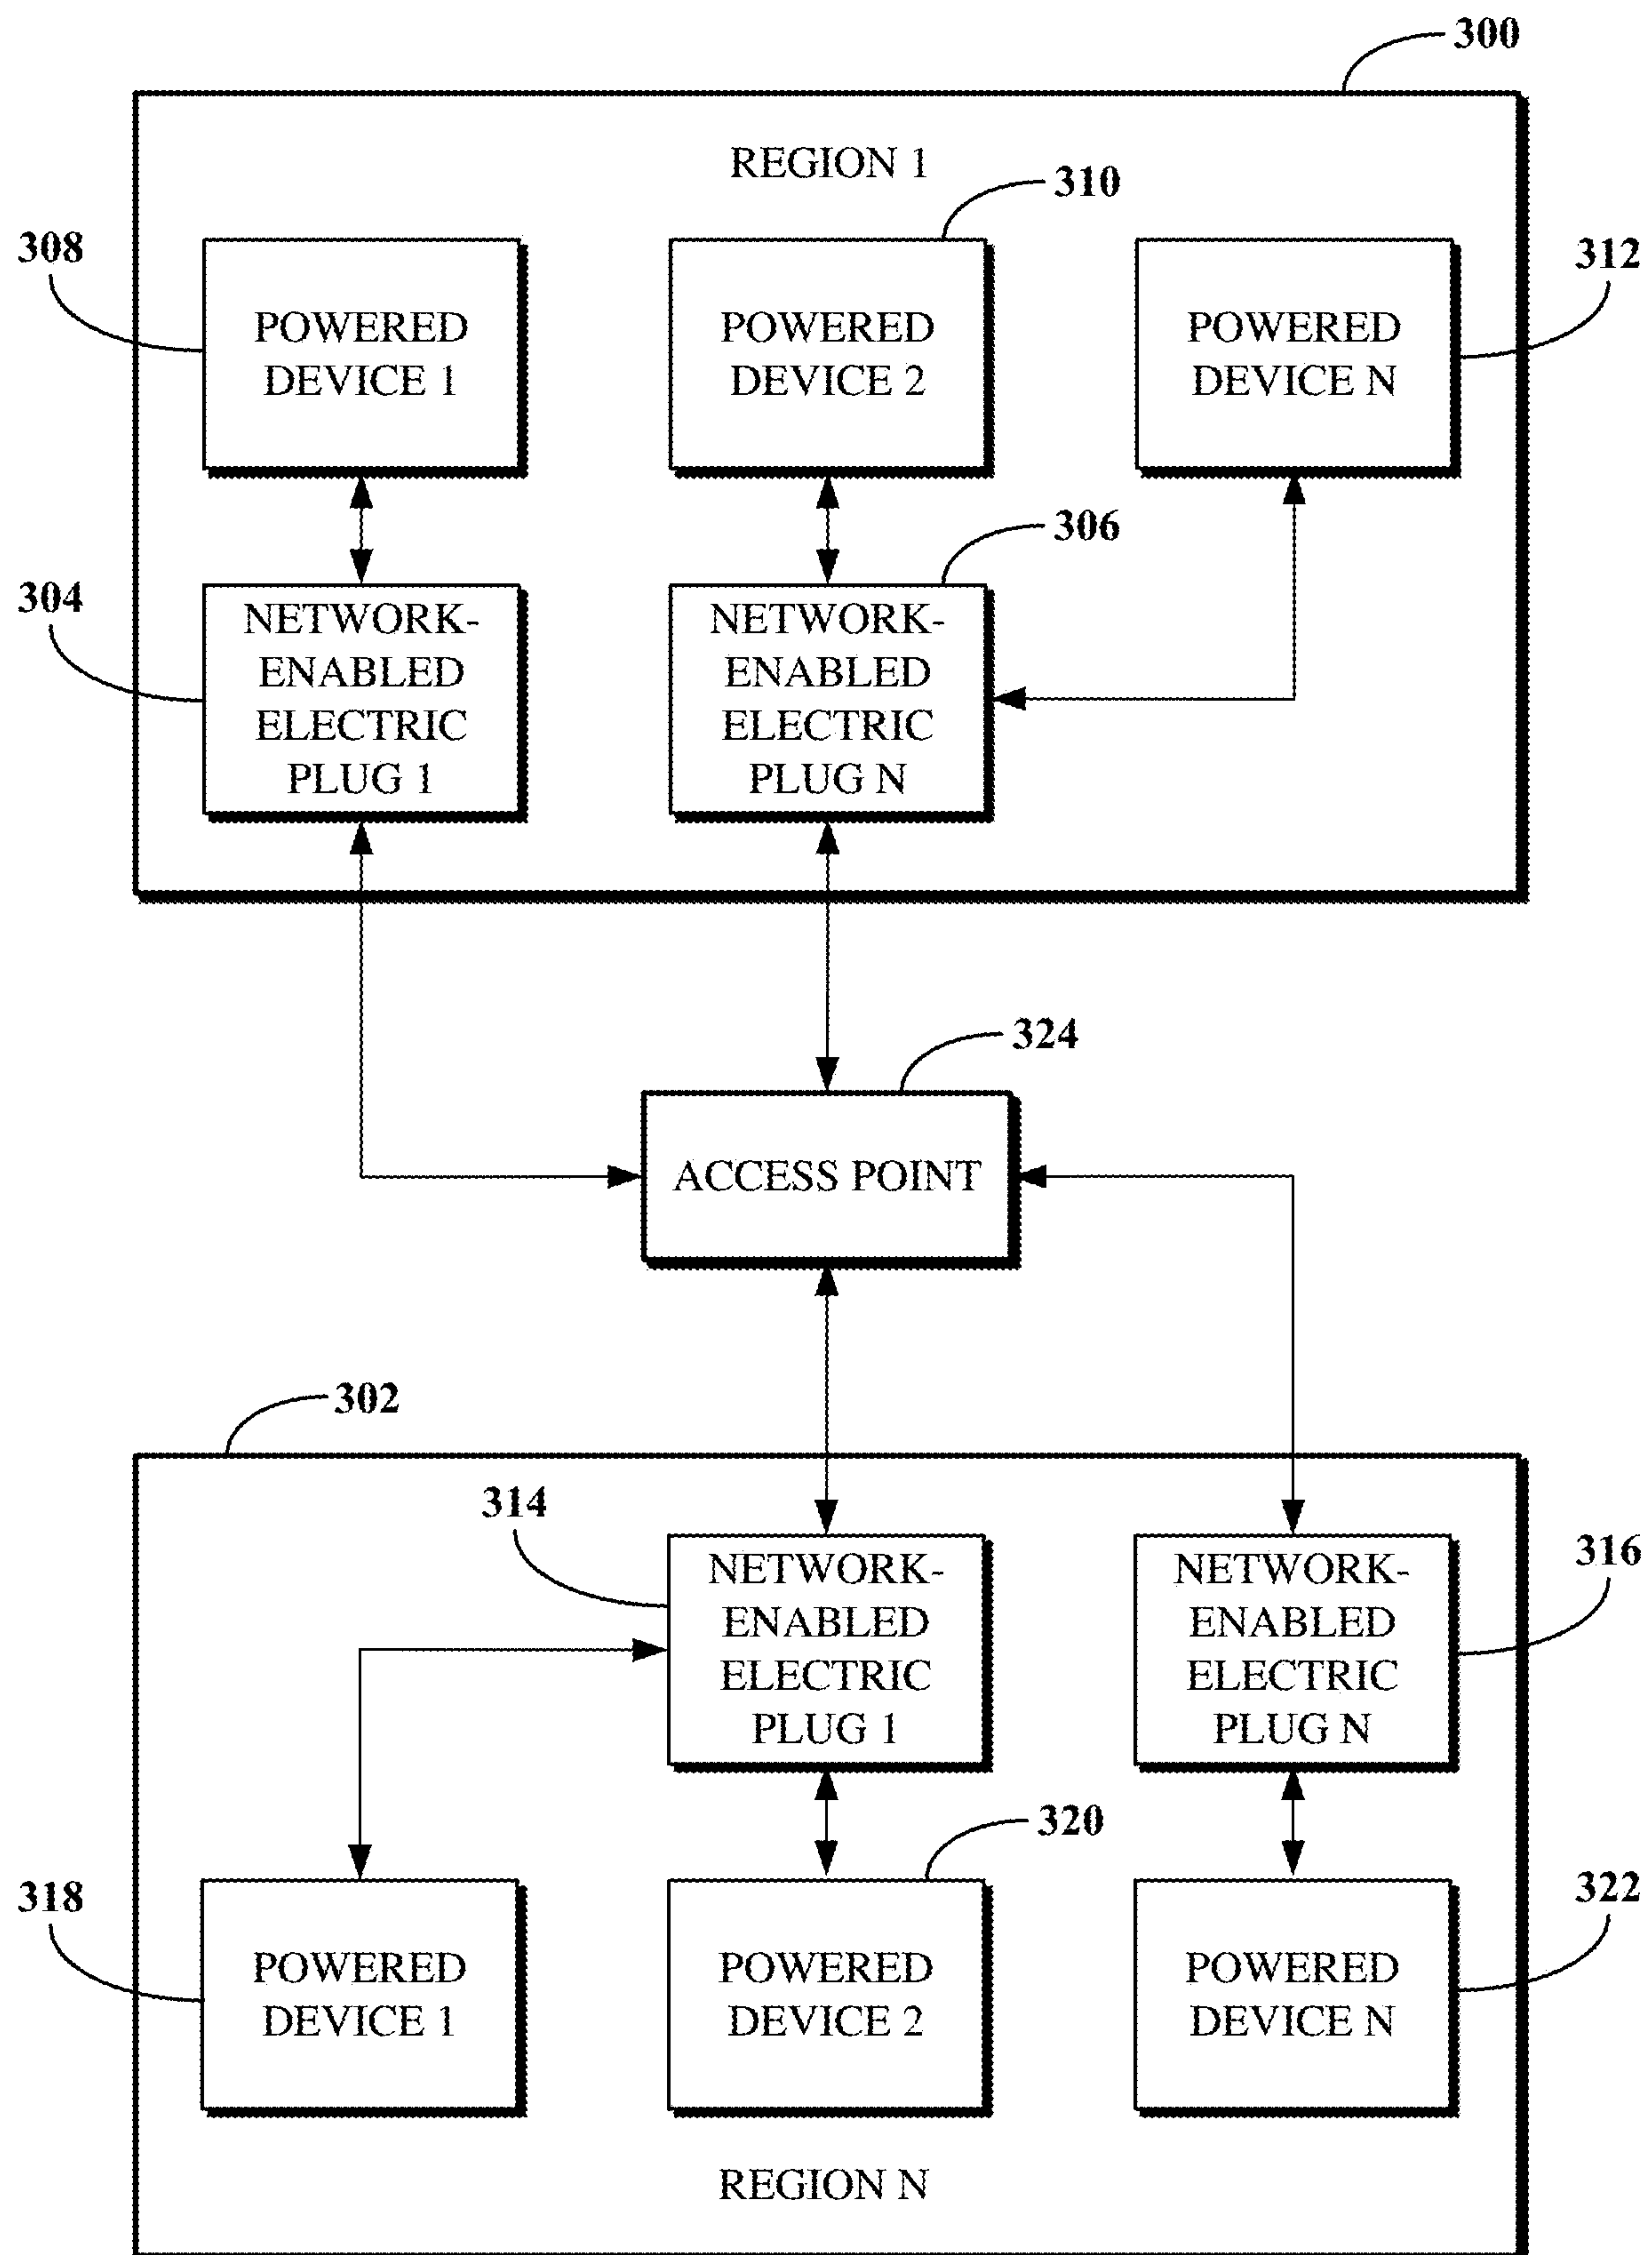 300
REGION 1
310
308
312
POWERED
DEVICE 1
POWERED
DEVICE 2
POWERED
DEVICE N
306
304
NETWORK-
ENABLED
ELECTRIC
PLUG 1
NETWORK-
ENABLED
ELECTRIC
PLUG N
324
ACCESS POINT
302
314
316
NETWORK-
ENABLED
ELECTRIC
PLUG 1
NETWORK-
ENABLED
ELECTRIC
PLUG N
320
318
322
POWERED
DEVICE 1
POWERED
DEVICE 2
POWERED
DEVICE N
REGION N